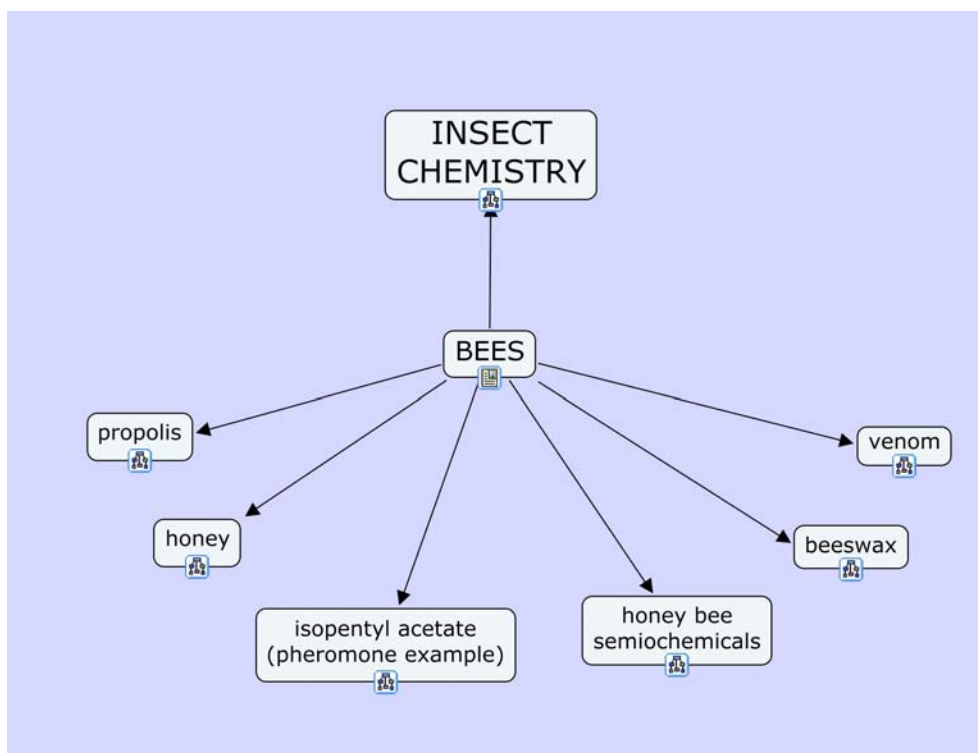 INSECT
CHEMISTRY
BEES
propolis
venom
honey
beeswax
isopentyl acetate
(pheromone example)
honey bee
semiochemicals